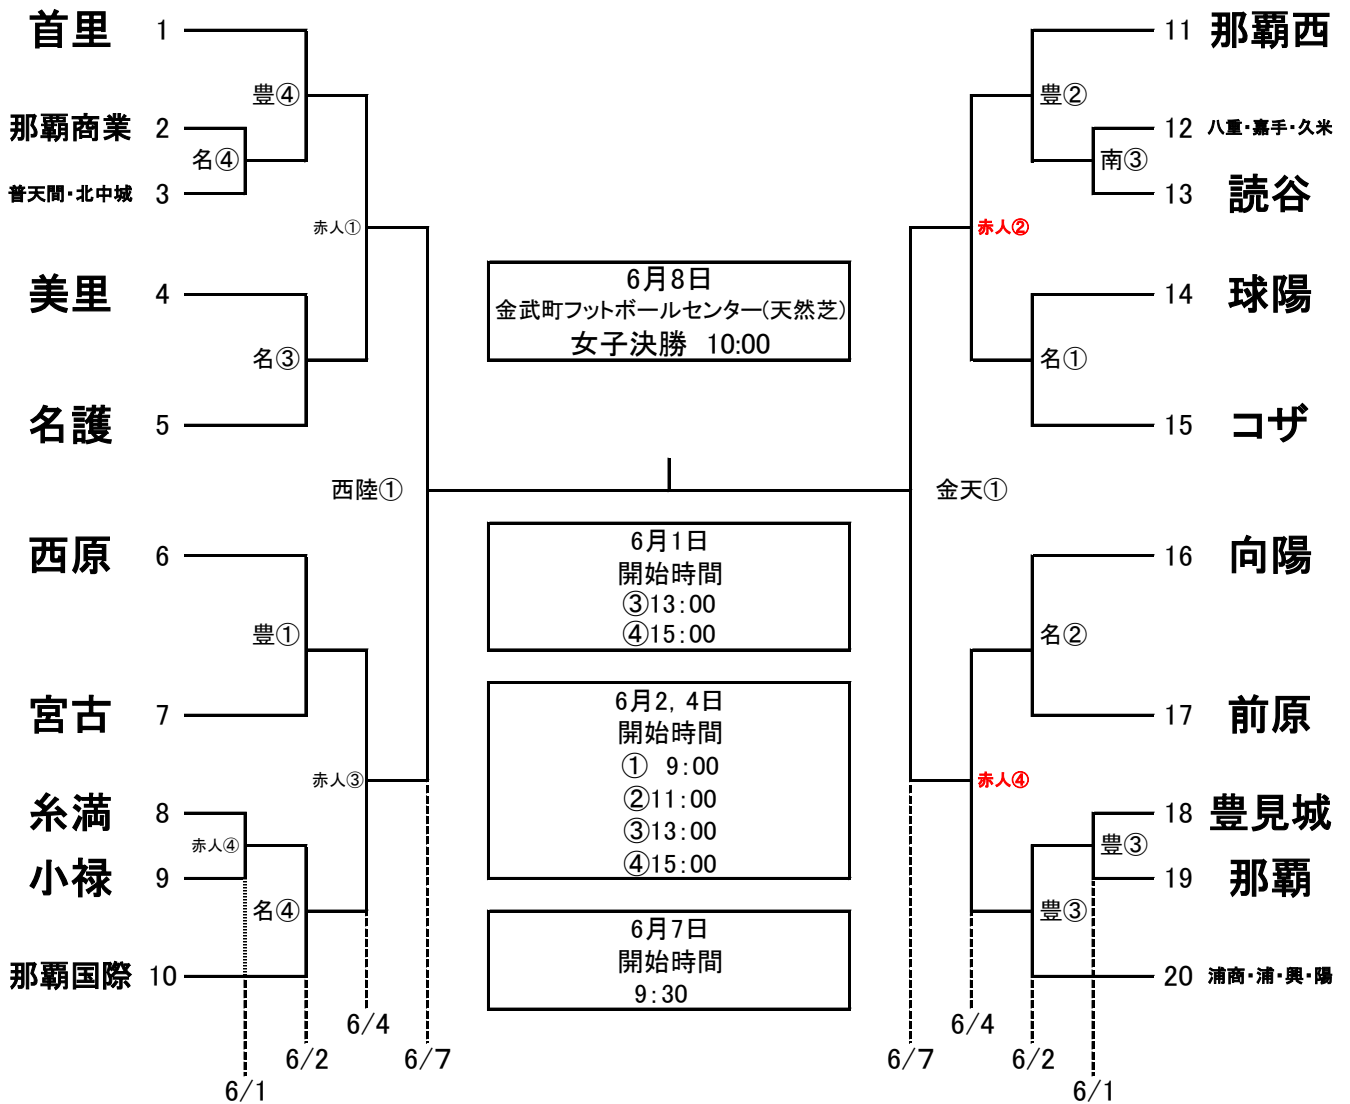 首里 1
豊④
那覇商業 2
名④
普天間・北中城 3
赤人①
美里 4
名③
名護 5
西陸①
西原 6
豊①
宮古 7
赤人③
糸満 8
赤人④
小禄 9
名④
那覇国際 10
6/4
6/2
6/7
6/1
6月8日
金武町フットボールセンター(天然芝)
女子決勝 10:00
6月1日
開始時間
③13:00
④15:00
6月2, 4日
開始時間
① 9:00
②11:00
③13:00
④15:00
6月7日
開始時間
9:30
11 那覇西
豊②
12 八重・嘉手・久米
南③
13 読谷
赤人②
14 球陽
名①
15 コザ
金天①
16 向陽
名②
17 前原
赤人④
18 豊見城
豊③
19 那覇
豊③
20 浦商・浦・興・陽
6/4
6/7
6/2
6/1